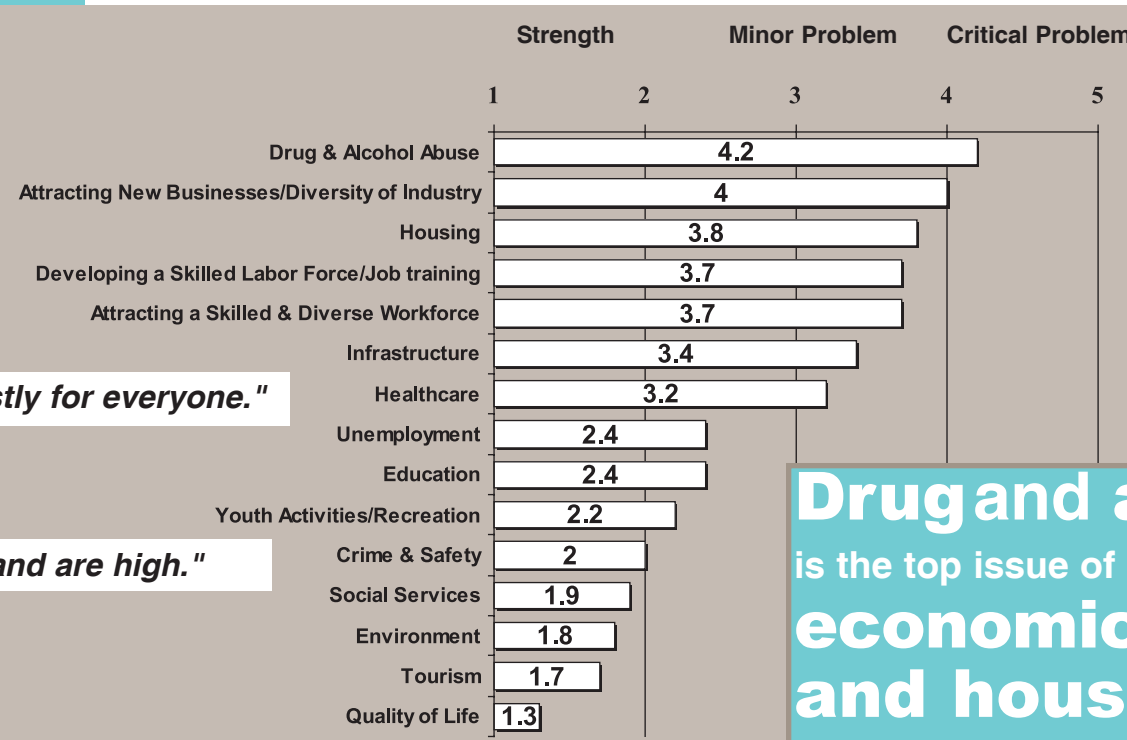 Strength Minor Problem Critical Problem
1 2 3 4 5
Drug & Alcohol Abuse 4.2
Attracting New Businesses/Diversity of Industry 4
Housing 3.8
Developing a Skilled Labor Force/Job training 3.7
Attracting a Skilled & Diverse Workforce 3.7
Infrastructure 3.4
for everyone."
Healthcare 3.2
Unemployment 2.4
Education 2.4
Youth Activities/Recreation 2.2
Crime & Safety 2
and are high."
Social Services 1.9
Environment 1.8
Tourism 1.7
Quality of Life 1.3
Drug and a
is the top issue of
economic
and hous